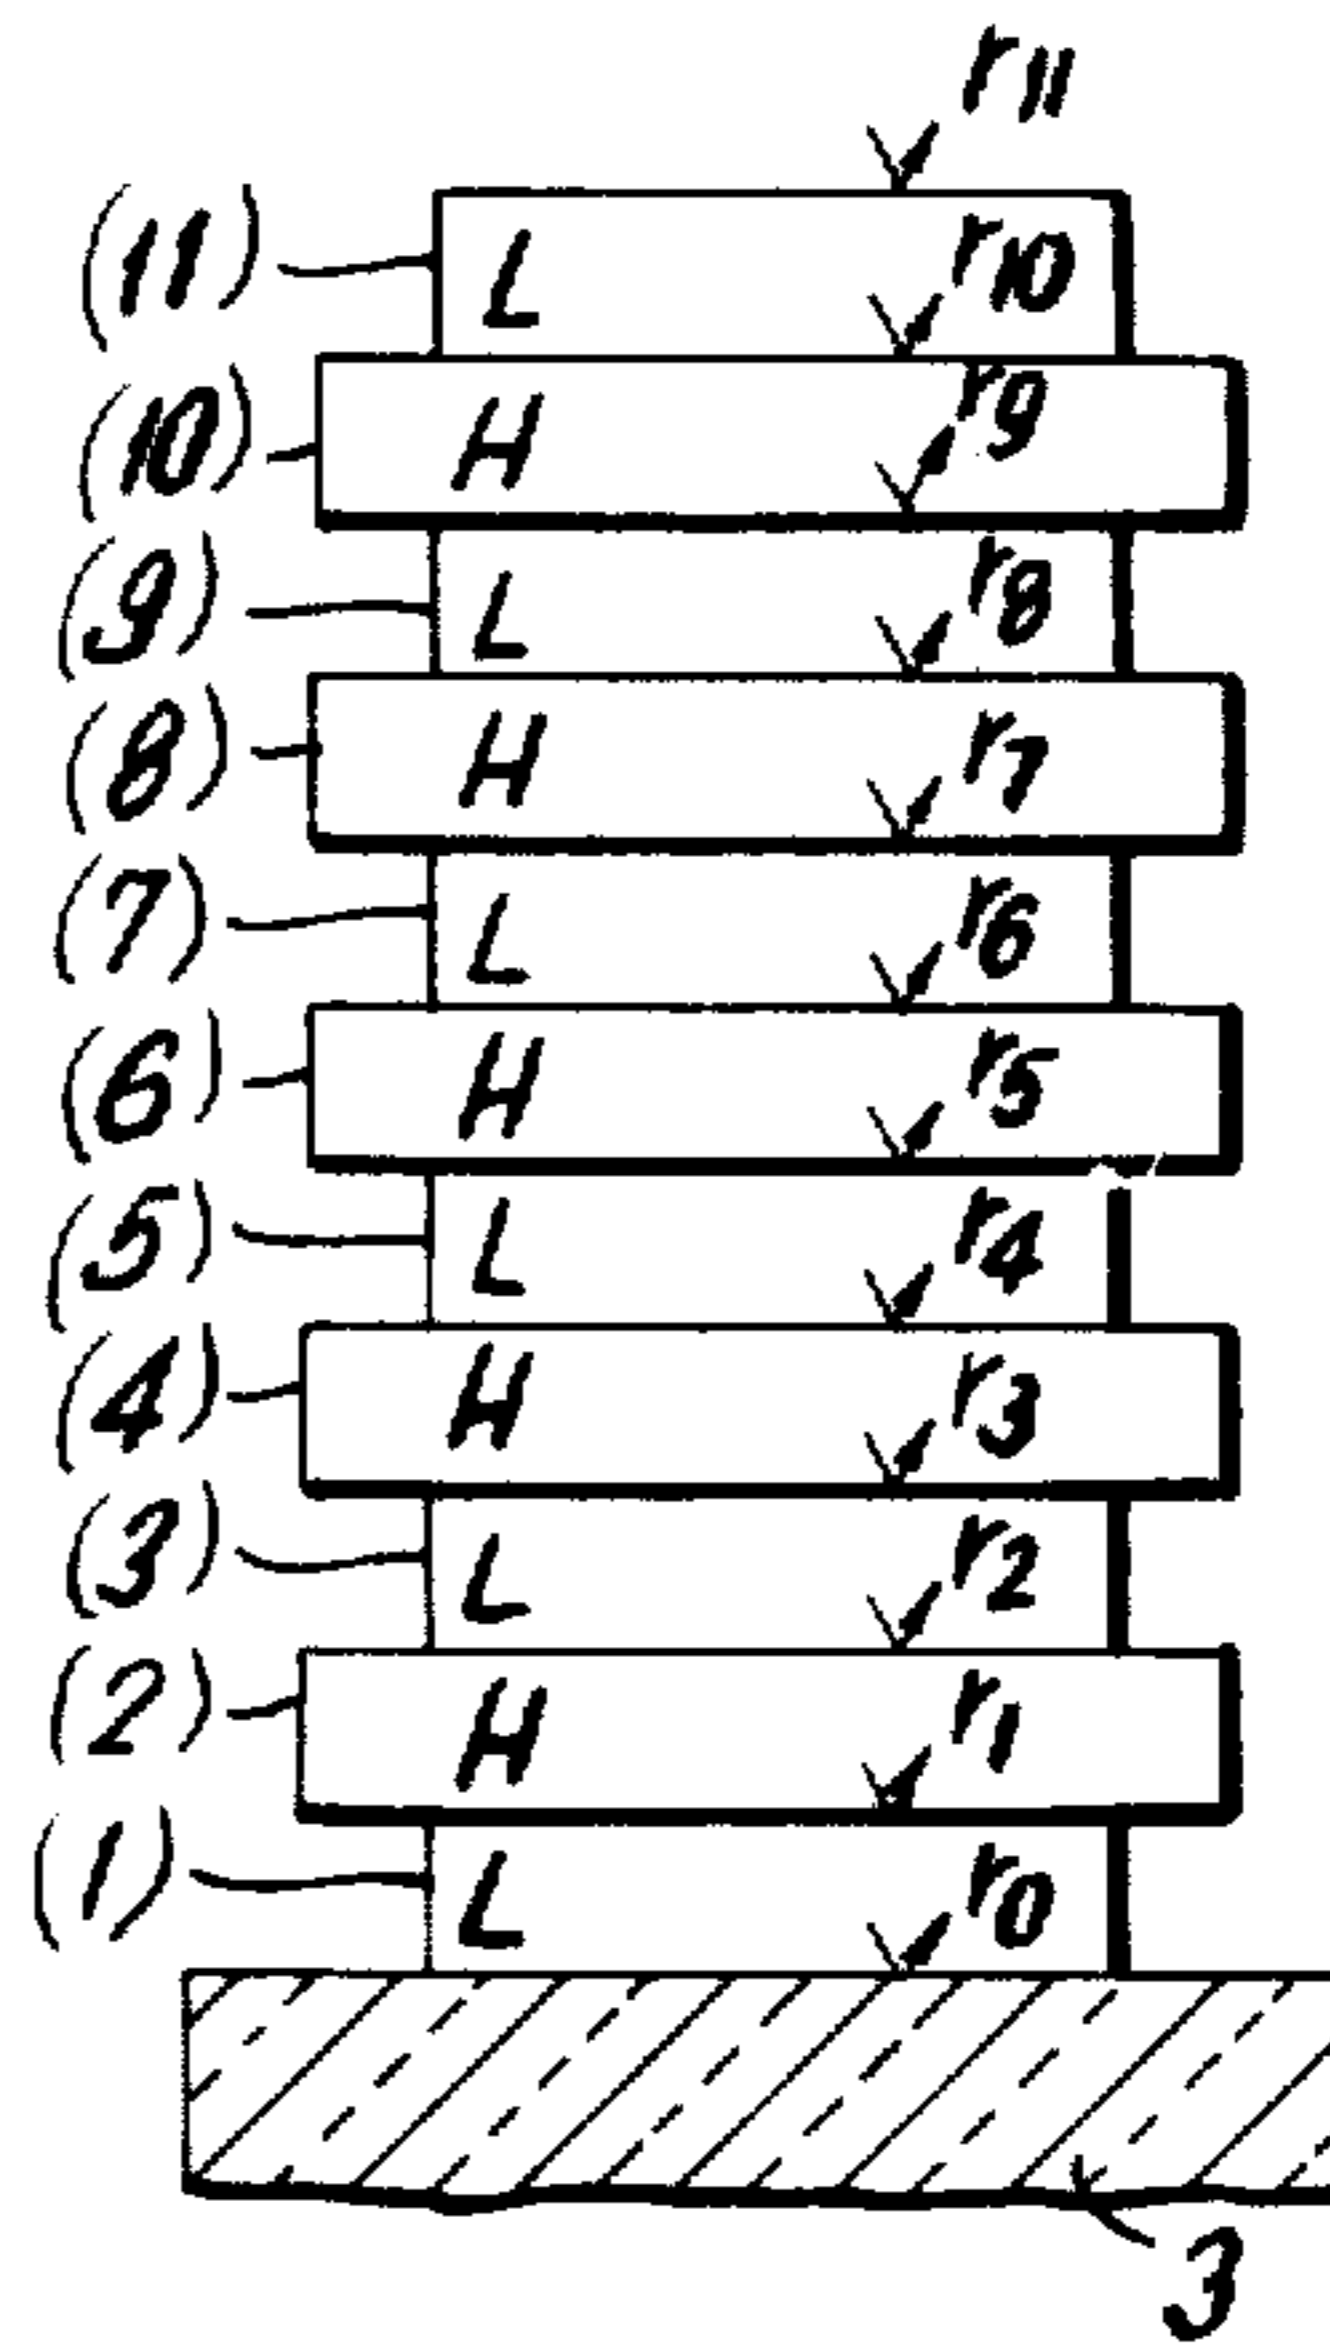 r11
(11) L r10
(10) H r9
(9) L r8
(8) H r7
(7) L r6
(6) H r5
(5) L r4
(4) H r3
(3) L r2
(2) H r1
(1) L r0
3